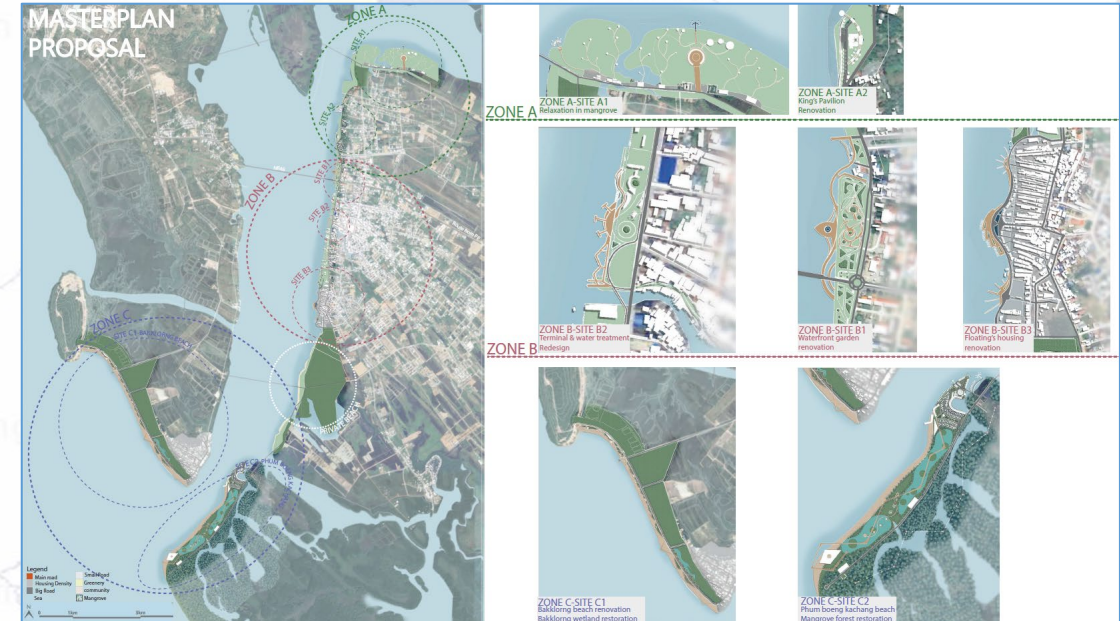 MASTERPLAN
PROPOSAL
ZONE A
SITE A1
SITE A2
ZONE B
SITE B1
SITE B2
SITE B3
ZONE C
PRIVATE BEACH
Legend
Main road
Housing Density
Big Road
Sea
Small Road
Greenery
community
Mangrove
ZONE A
ZONE A-SITE A1
Relaxation in mangrove
ZONE A-SITE A2
King's Pavilion
Renovation
ZONE B
ZONE B-SITE B2
Terminal & water treatment
Redesign
ZONE B-SITE B1
Waterfront garden
renovation
ZONE B-SITE B3
Floating's housing
renovation
ZONE C-SITE C1
Bakklorng beach renovation
Bakklorng wetland restoration
ZONE C-SITE C2
Phum boeng kachang beach
Mangrove forest restoration